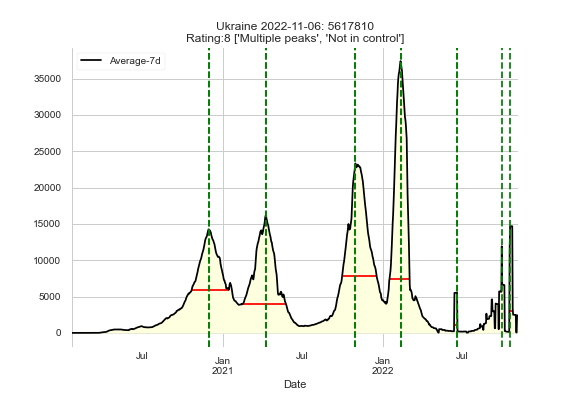 Ukraine 2022-11-06: 5617810
Rating:8 ['Multiple peaks', 'Not in control']
Average-7d
35000
30000
25000
20000
15000
10000
5000
0
Jul
Jan
2021
Jul
Jan
2022
Jul
Date